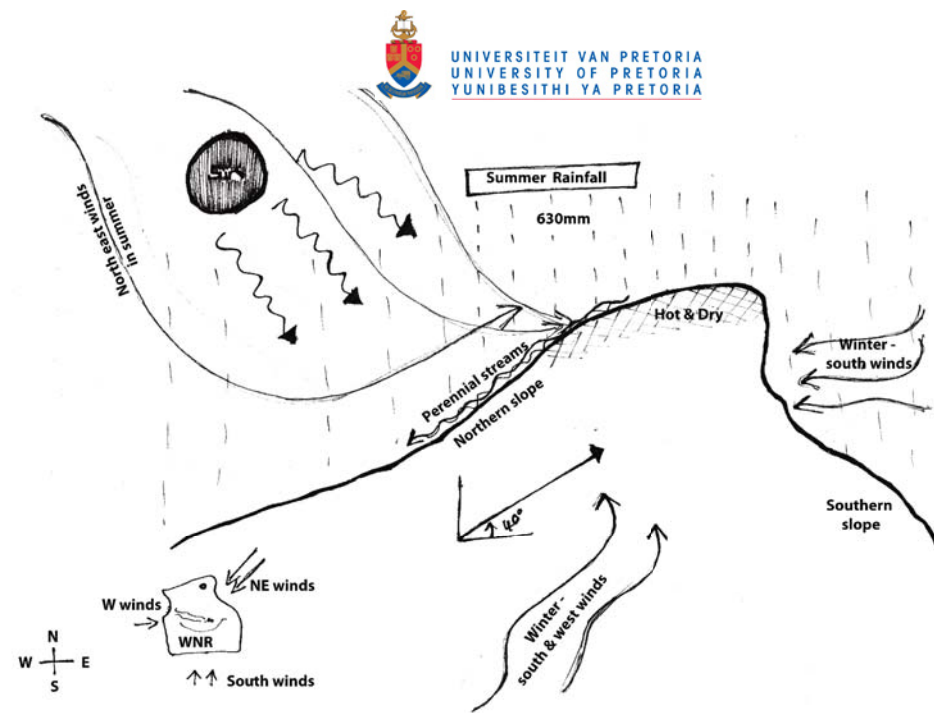 UNIVERSITEIT VAN PRETORIA
UNIVERSITY OF PRETORIA
YUNIBESITHI YA PRETORIA
Summer Rainfall
630mm
North east winds
in summer
Hot & Dry
Winter -
south winds
Perennial streams
Northern slope
40°
Southern
slope
NE winds
W winds
WNR
Winter -
south & west winds
N
W E
S
South winds